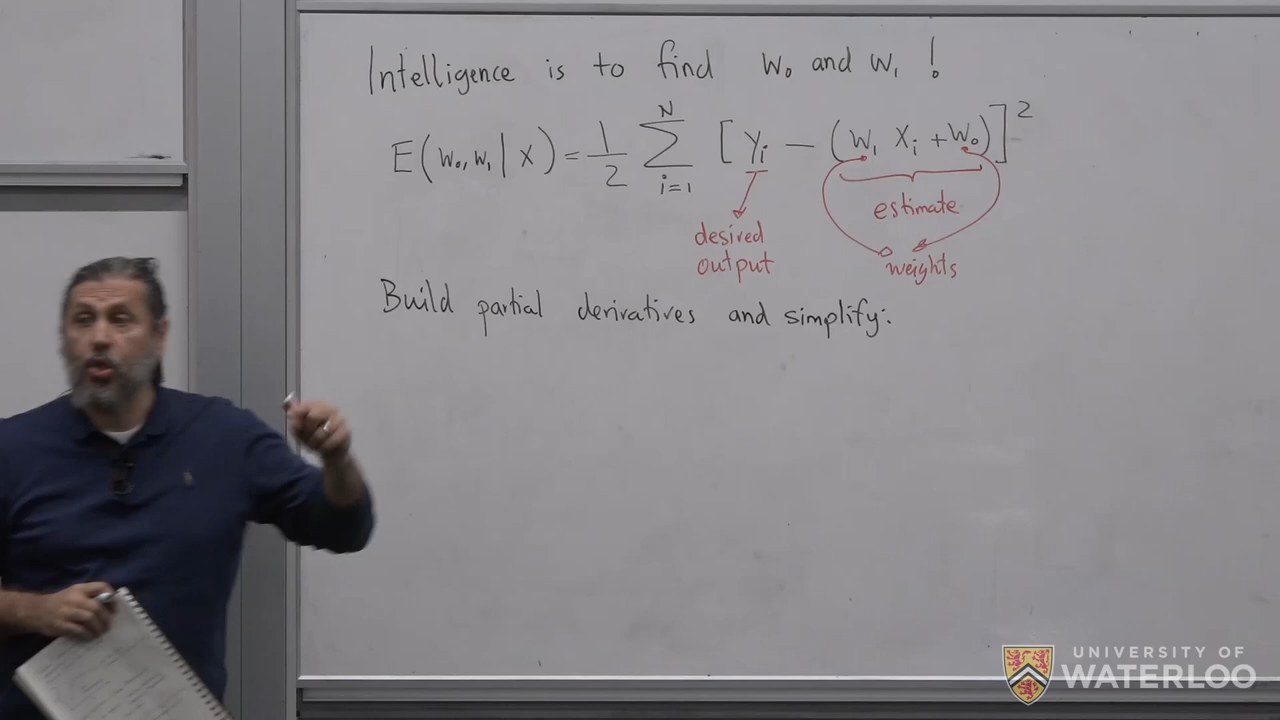 Intelligence is to find w₀ and w₁ !
E(w₀, w₁ | X) = 1/2 N∑i=1 [yᵢ − (w₁ xᵢ + w₀)]²
estimate
desired output
weights
Build partial derivatives and simplify:
UNIVERSITY OF
WATERLOO